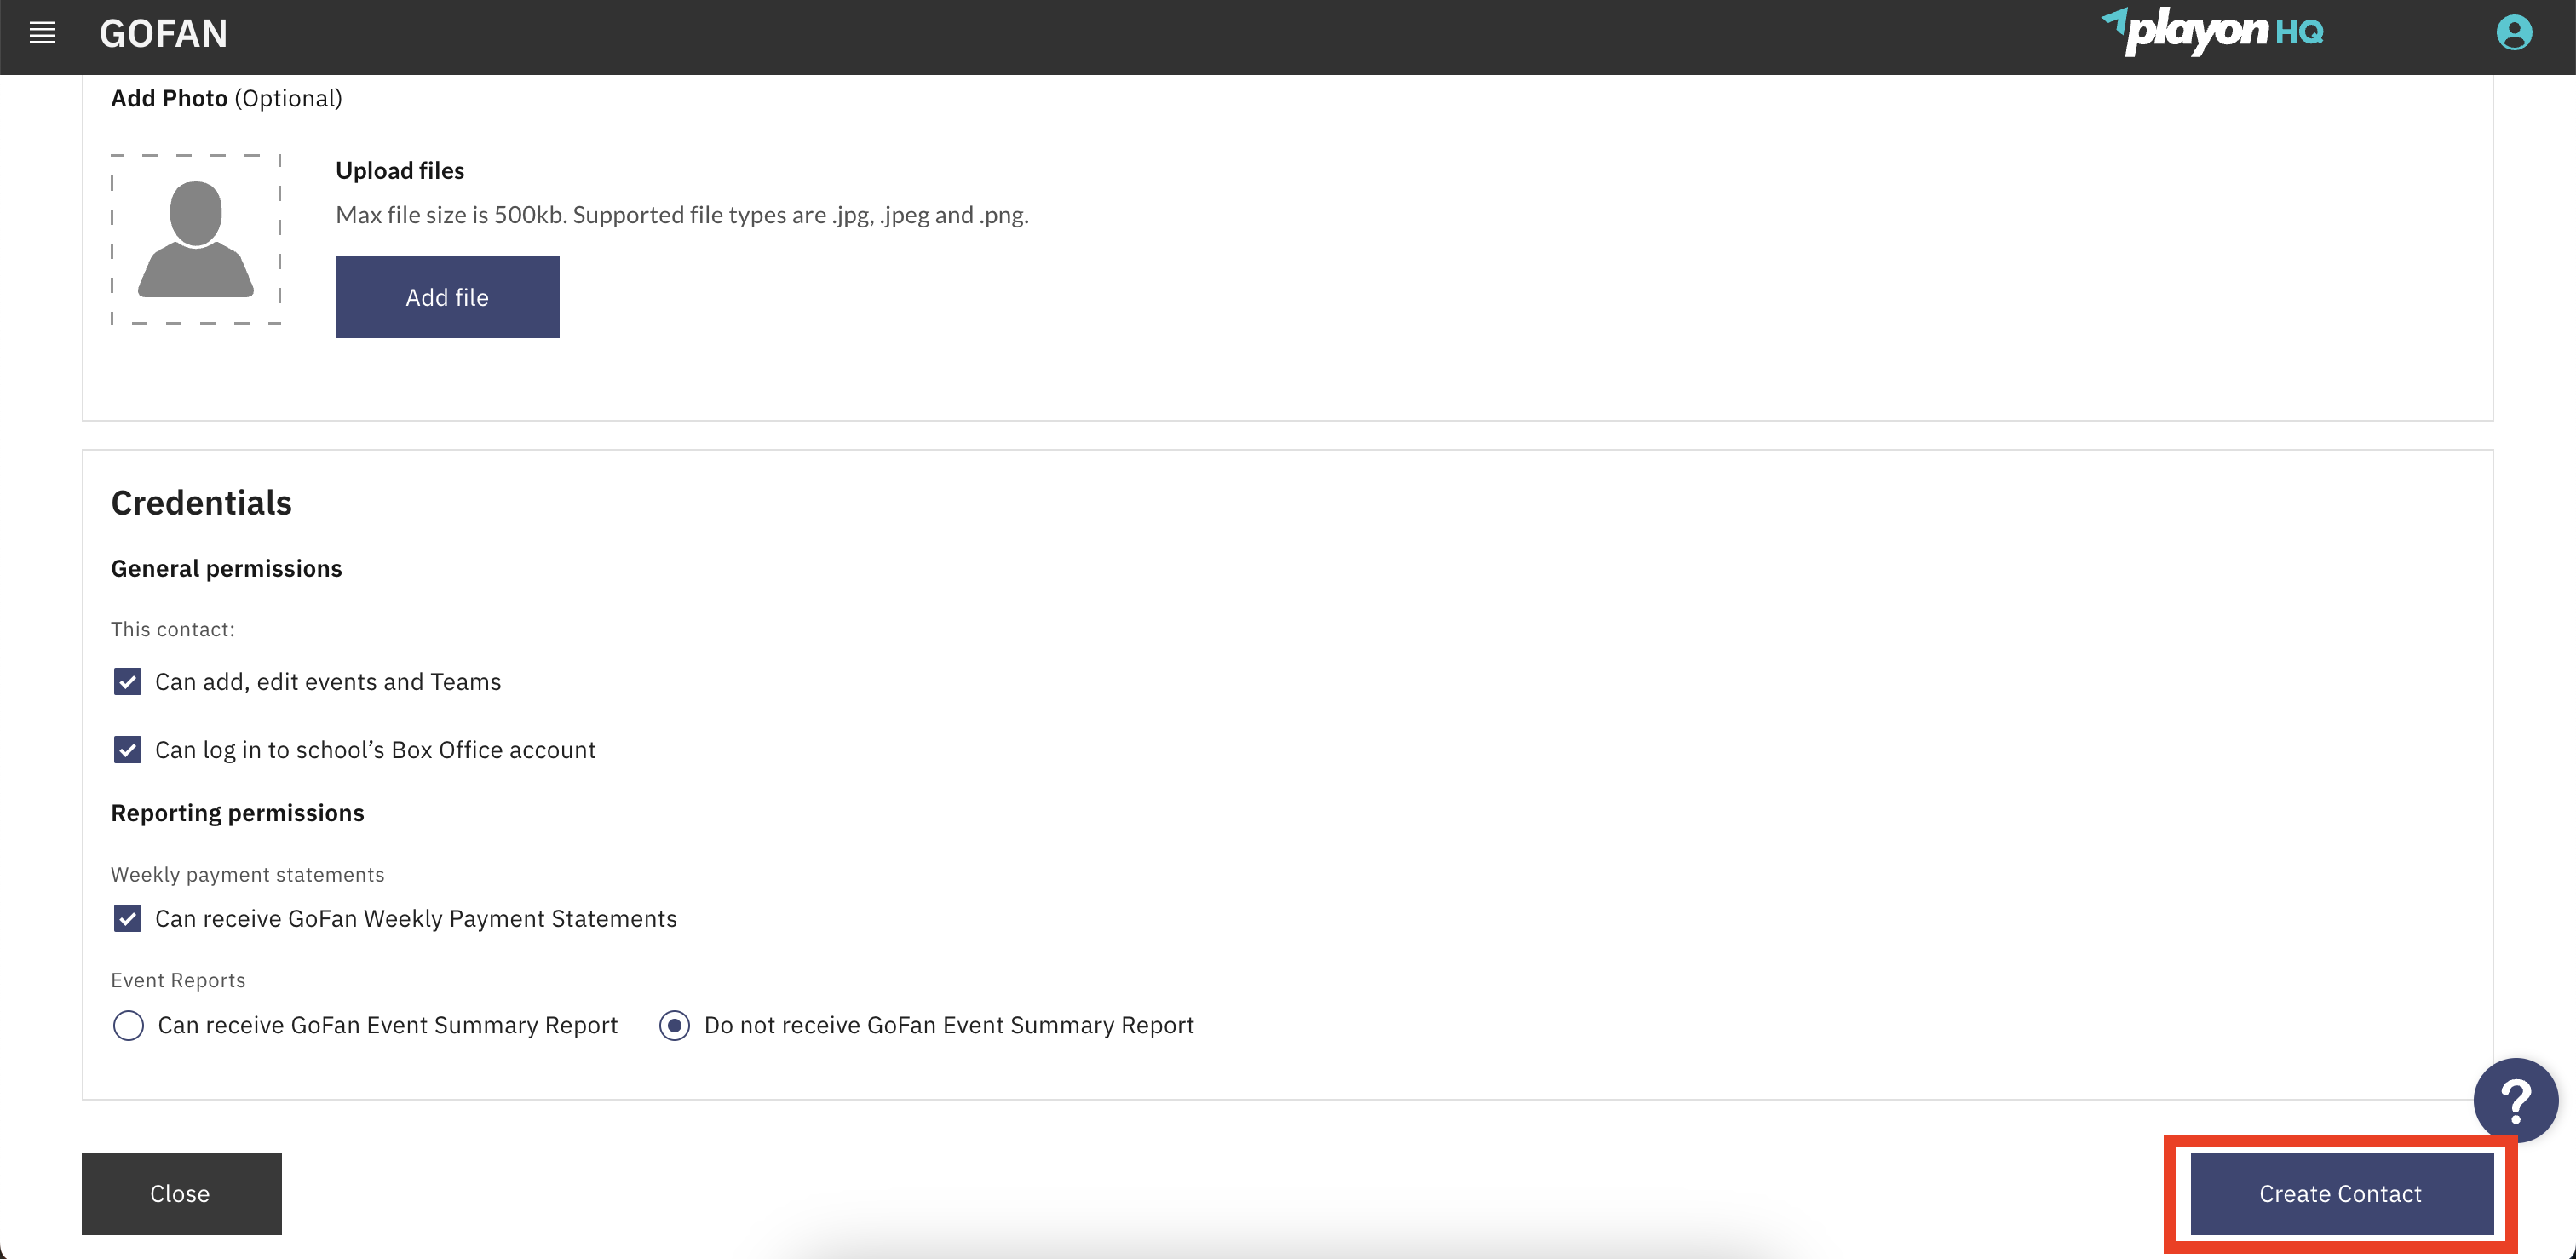 GOFAN
playon HQ
Add Photo (Optional)
Upload files
Max file size is 500kb. Supported file types are .jpg, .jpeg and .png.
Add file
Credentials
General permissions
This contact:
Can add, edit events and Teams
Can log in to school’s Box Office account
Reporting permissions
Weekly payment statements
Can receive GoFan Weekly Payment Statements
Event Reports
Can receive GoFan Event Summary Report
Do not receive GoFan Event Summary Report
?
Close
Create Contact